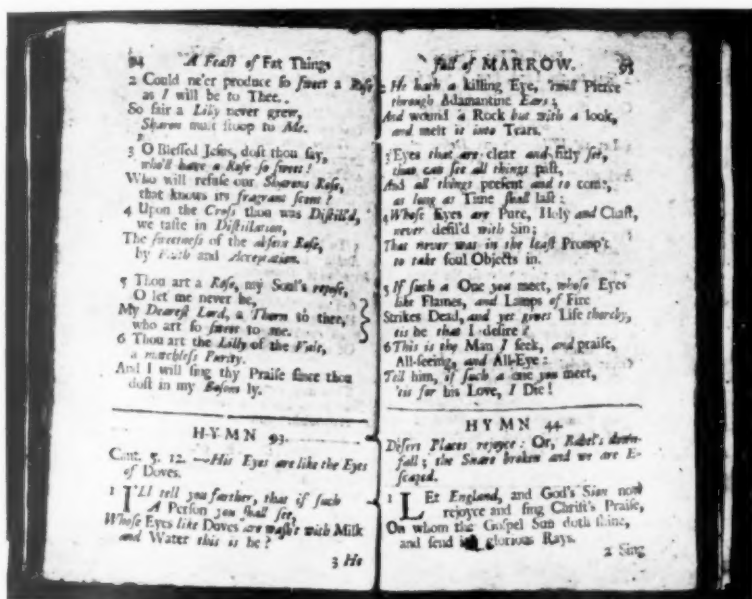 94 A Feast of Fat Things
2 Could ne'er produce so sweet a Rose
as I will be to Thee.
So fair a Lilly never grew,
Sharon must stoop to Me.
3 O Blessed Jesus, dost thou say,
who'll have a Rose so sweet!
Who will refuse our Sharons Rose,
that knows its fragrant scent?
4 Upon the Cross thou was Distill'd,
we taste in Distillation,
The sweetness of the Rose,
by Faith and Acceptation.
5 Thou art a Rose, my Soul's repose,
O let me never be,
My Dearest Lord, a Thorn to thee,
who art so sweet to me.
6 Thou art the Lilly of the Vale,
a matchless Purity.
And I will sing thy Praise since thou
dost in my Bosom ly.
HYMN 93.
Cant. 5. 12. —His Eyes are like the Eyes
of Doves.
1 I'Ll tell you farther, that if such
A Person you shall see,
Whose Eyes like Doves are wash't with Milk
and Water this is he?
3 He
full of MARROW. 95
He hath a killing Eye, 'twill Pierce
through Adamantine Ears;
And wound a Rock but with a look,
and melt it into Tears.
3 Eyes that are clear and fitly set,
that can see all things past,
And all things present and to come,
as long as Time shall last:
4 Whose Eyes are Pure, Holy and Chast,
never defil'd with Sin;
That never was in the least Promp't
to take foul Objects in.
5 If such a One you meet, whose Eyes
like Flames, and Lamps of Fire
Strikes Dead, and yet gives Life thereby,
tis he that I desire?
6 This is the Man I seek, and praise,
All-seeing, and All-Eye:
Tell him, if such a one you meet,
'tis for his Love, I Die!
HYMN 44.
Desert Places rejoyce: Or, Babel's down-
fall; the Snare broken and we are E-
scaped.
1 LEt England, and God's Sion now
rejoyce and sing Christ's Praise,
On whom the Gospel Sun doth shine,
and send glorious Rays.
2 Sing